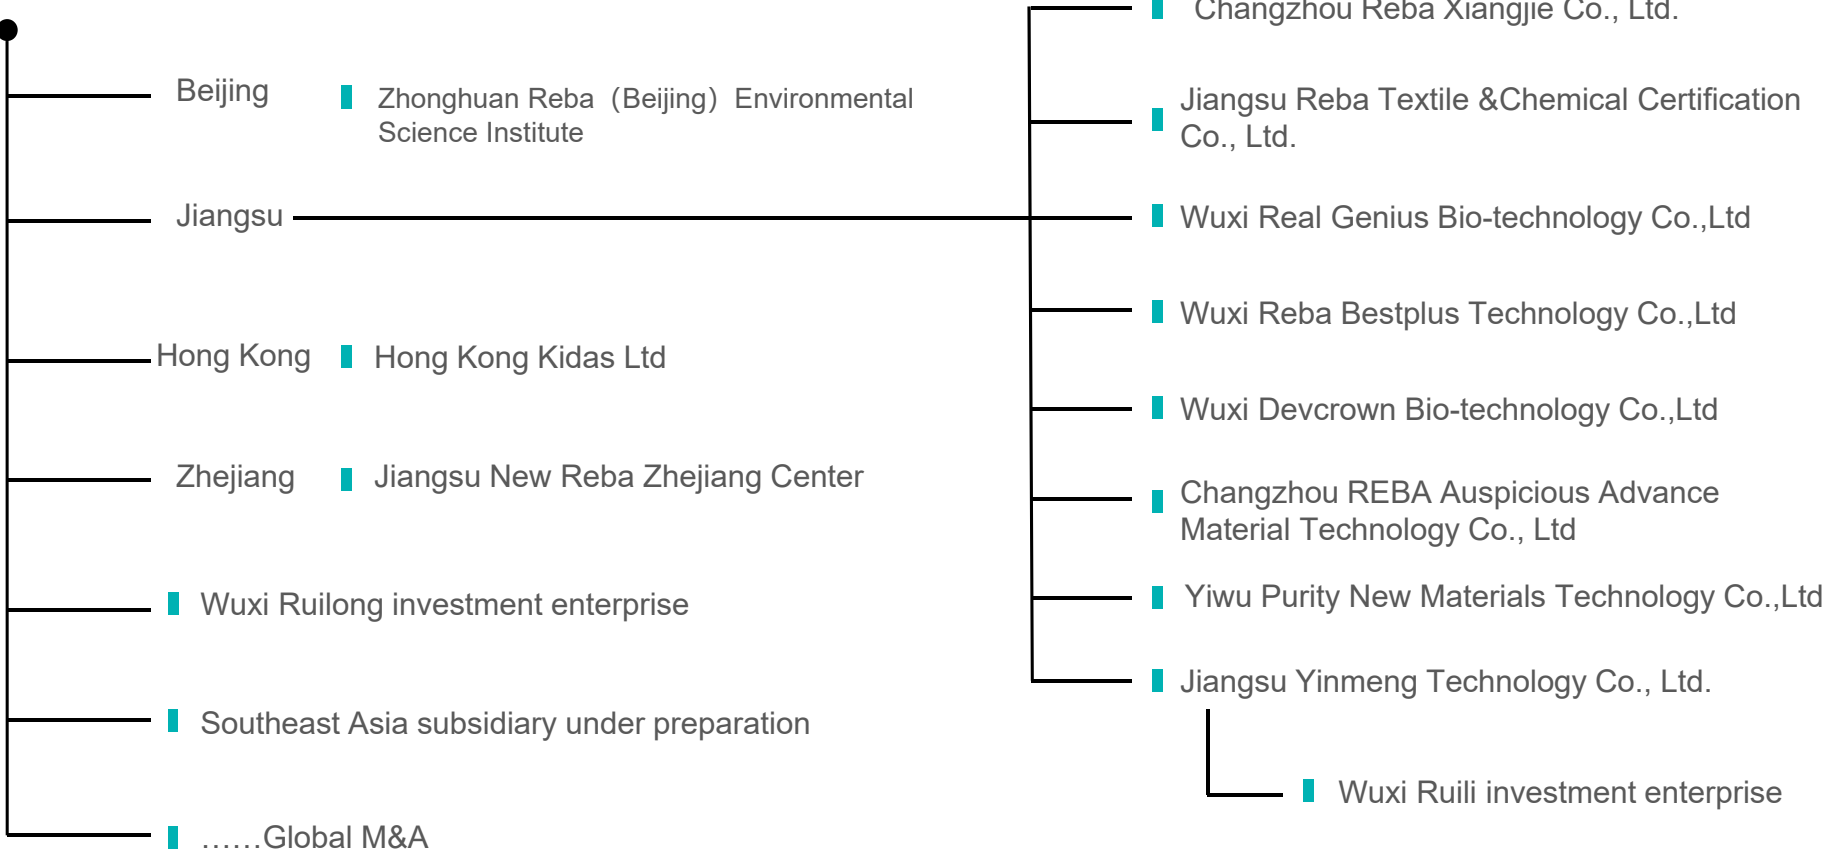 Beijing
Zhonghuan Reba（Beijing）Environmental
Science Institute
Jiangsu
Hong Kong
Hong Kong Kidas Ltd
Zhejiang
Jiangsu New Reba Zhejiang Center
Wuxi Ruilong investment enterprise
Southeast Asia subsidiary under preparation
……Global M&A
Changzhou Reba Xiangjie Co., Ltd.
Jiangsu Reba Textile &Chemical Certification
Co., Ltd.
Wuxi Real Genius Bio-technology Co.,Ltd
Wuxi Reba Bestplus Technology Co.,Ltd
Wuxi Devcrown Bio-technology Co.,Ltd
Changzhou REBA Auspicious Advance
Material Technology Co., Ltd
Yiwu Purity New Materials Technology Co.,Ltd
Jiangsu Yinmeng Technology Co., Ltd.
Wuxi Ruili investment enterprise